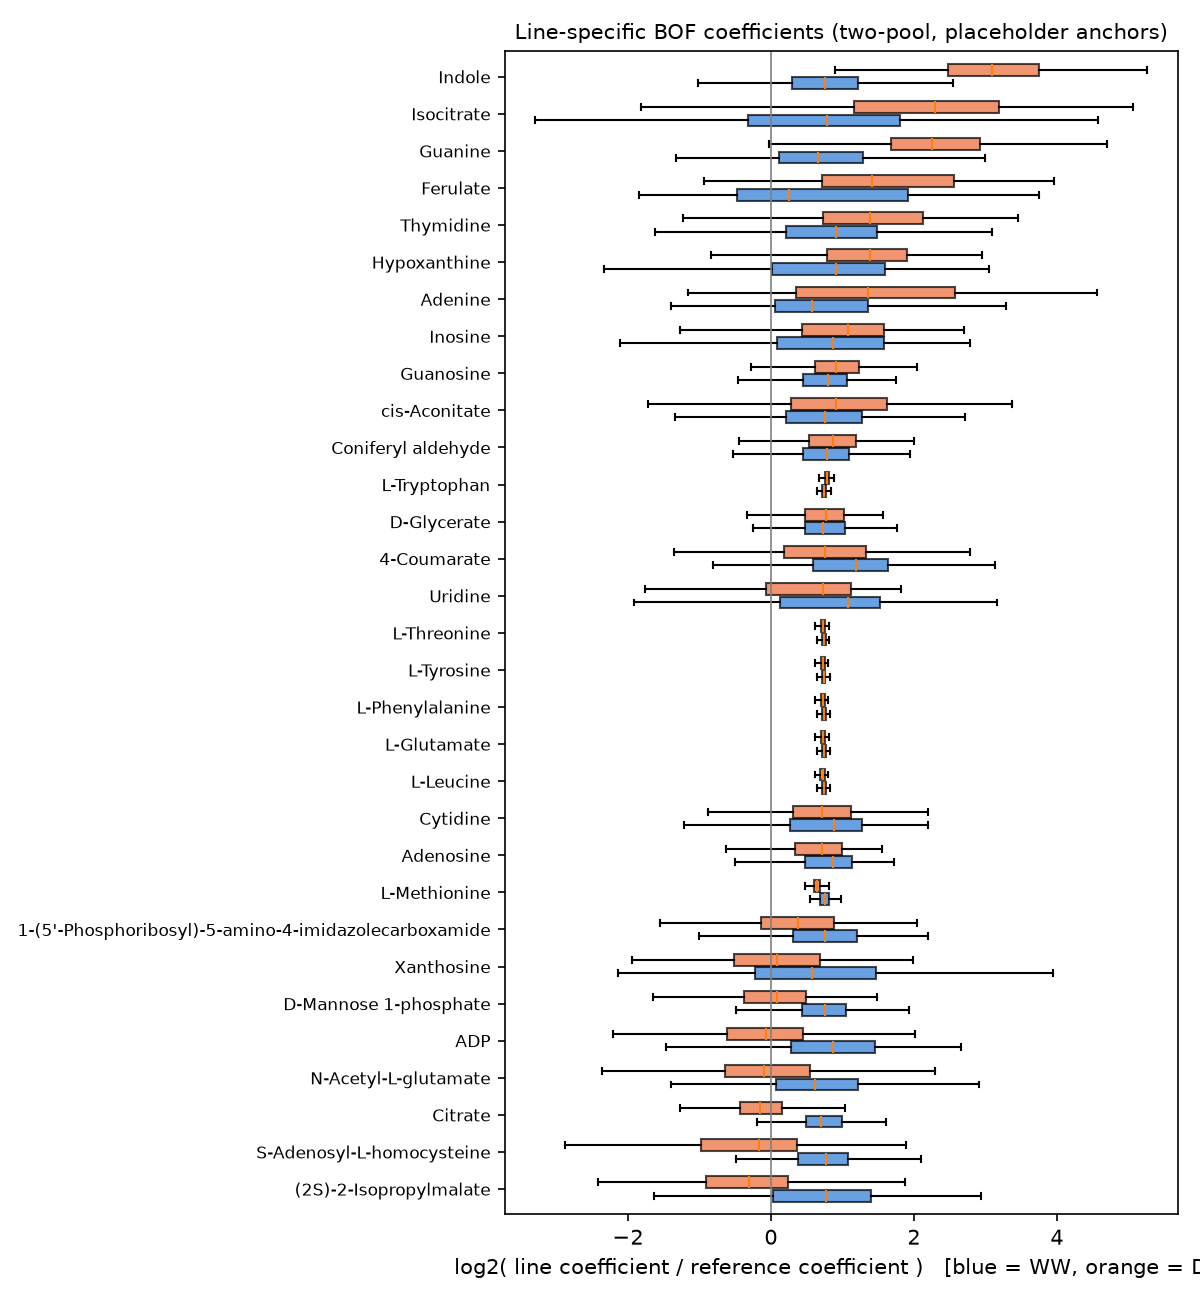 Line-specific BOF coefficients (two-pool, placeholder anchors)
Indole
Isocitrate
Guanine
Ferulate
Thymidine
Hypoxanthine
Adenine
Inosine
Guanosine
cis-Aconitate
Coniferyl aldehyde
L-Tryptophan
D-Glycerate
4-Coumarate
Uridine
L-Threonine
L-Tyrosine
L-Phenylalanine
L-Glutamate
L-Leucine
Cytidine
Adenosine
L-Methionine
1-(5'-Phosphoribosyl)-5-amino-4-imidazolecarboxamide
Xanthosine
D-Mannose 1-phosphate
ADP
N-Acetyl-L-glutamate
Citrate
S-Adenosyl-L-homocysteine
(2S)-2-Isopropylmalate
−2 0 2 4
log2( line coefficient / reference coefficient ) [blue = WW, orange =